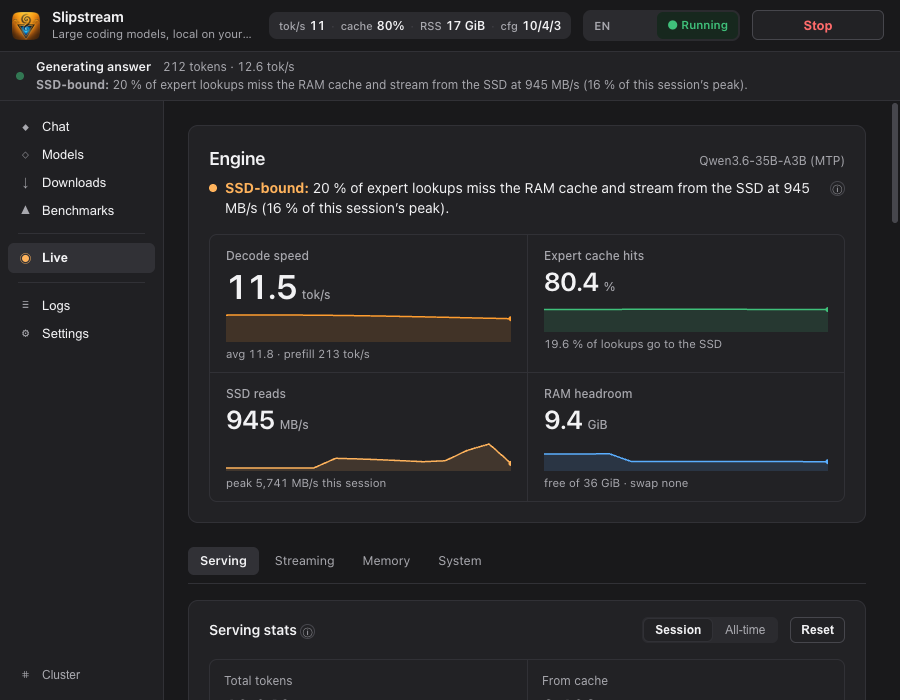 Slipstream
Large coding models, local on your...
tok/s 11 · cache 80% · RSS 17 GiB · cfg 10/4/3
EN
Running
Stop
Generating answer 212 tokens · 12.6 tok/s
SSD-bound: 20 % of expert lookups miss the RAM cache and stream from the SSD at 945 MB/s (16 % of this session's peak).
Chat
Models
Downloads
Benchmarks
Live
Logs
Settings
Cluster
Engine
Qwen3.6-35B-A3B (MTP)
SSD-bound: 20 % of expert lookups miss the RAM cache and stream from the SSD at 945
MB/s (16 % of this session's peak).
Decode speed
11.5 tok/s
avg 11.8 · prefill 213 tok/s
Expert cache hits
80.4 %
19.6 % of lookups go to the SSD
SSD reads
945 MB/s
peak 5,741 MB/s this session
RAM headroom
9.4 GiB
free of 36 GiB · swap none
Serving
Streaming
Memory
System
Serving stats
Session
All-time
Reset
Total tokens
From cache